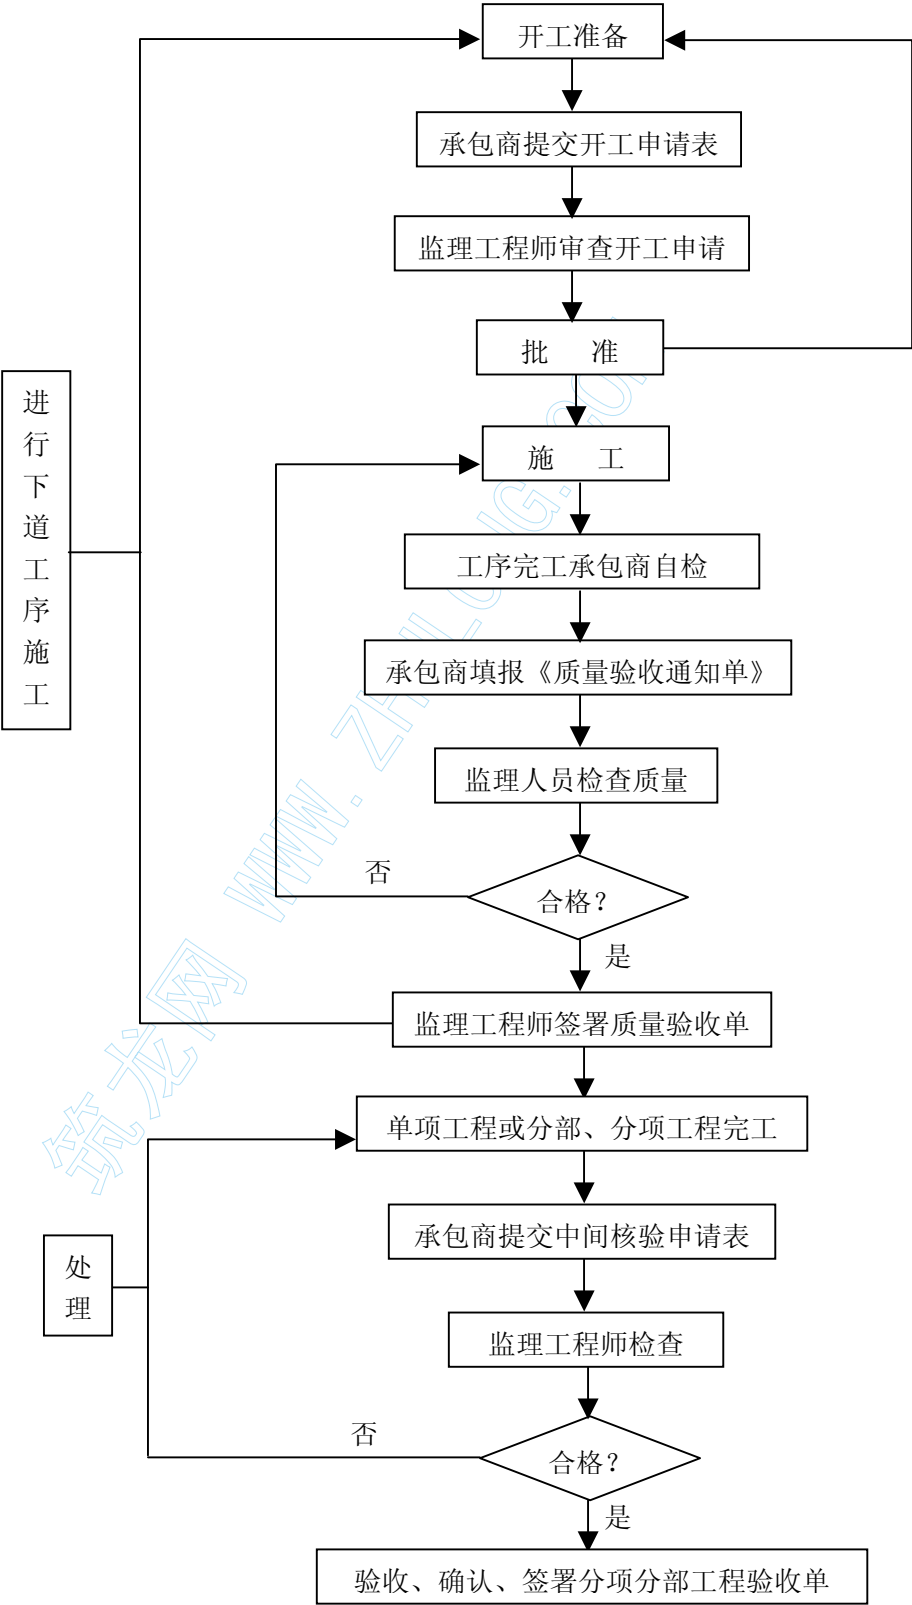 开工准备
承包商提交开工申请表
监理工程师审查开工申请
批 准
进行下道工序施工
施 工
工序完工承包商自检
承包商填报《质量验收通知单》
监理人员检查质量
否
合格?
是
监理工程师签署质量验收单
单项工程或分部、分项工程完工
承包商提交中间核验申请表
处理
监理工程师检查
否
合格?
是
验收、确认、签署分项分部工程验收单
筑龙网 WWW.ZHULONG.COM